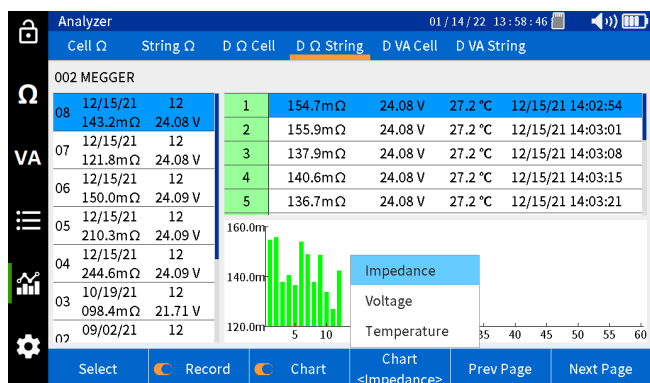 Analyzer 01/14/22 13:58:46
Cell Ω String Ω D Ω Cell D Ω String D VA Cell D VA String
002 MEGGER
Ω
VA
08 12/15/21 12
143.2mΩ 24.08 V
07 12/15/21 12
121.8mΩ 24.08 V
06 12/15/21 12
150.0mΩ 24.09 V
05 12/15/21 12
210.3mΩ 24.09 V
04 12/15/21 12
244.6mΩ 24.09 V
03 10/19/21 12
098.4mΩ 21.71 V
02 09/02/21 12
1 154.7mΩ 24.08 V 27.2 °C 12/15/21 14:02:54
2 155.9mΩ 24.08 V 27.2 °C 12/15/21 14:03:01
3 137.9mΩ 24.08 V 27.2 °C 12/15/21 14:03:08
4 140.6mΩ 24.08 V 27.2 °C 12/15/21 14:03:15
5 136.7mΩ 24.08 V 27.2 °C 12/15/21 14:03:21
160.0m
140.0m
120.0m
5 10 35 40 45 50 55 60
Impedance
Voltage
Temperature
Select Record Chart Chart Prev Page Next Page
<Impedance>